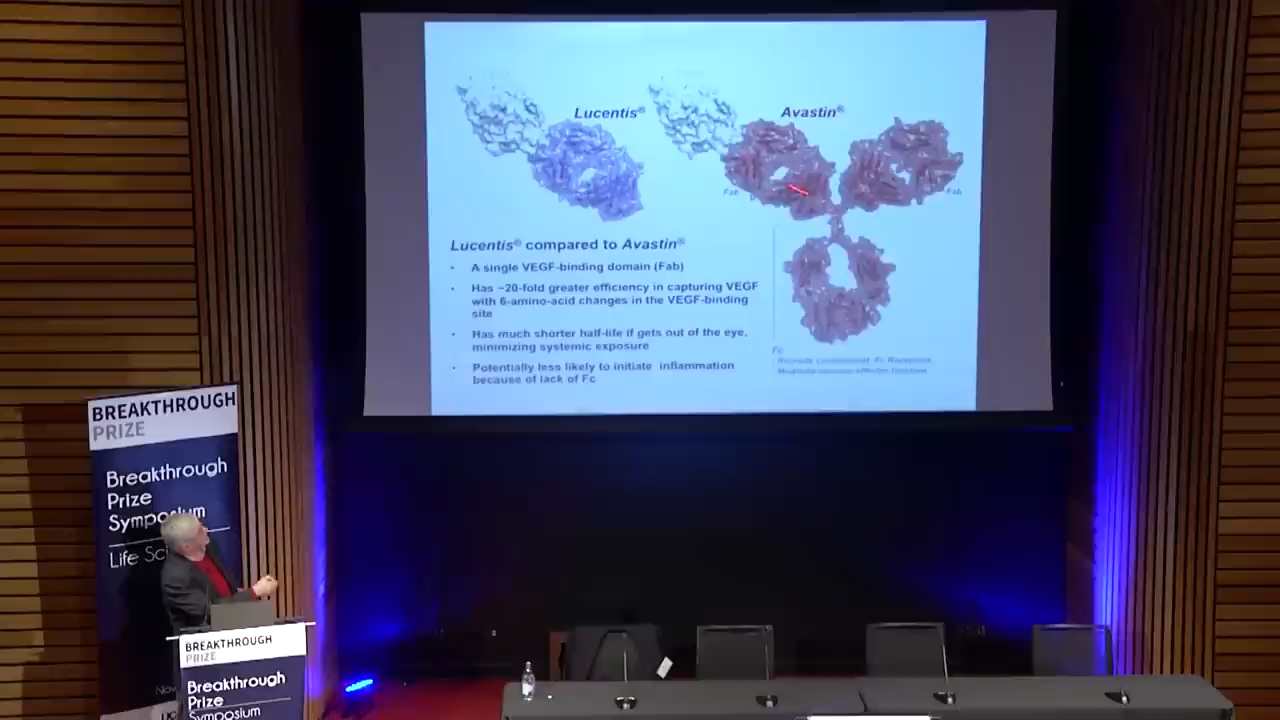 Lucentis®
Avastin®
Fab
Fab
Lucentis® compared to Avastin®
• A single VEGF-binding domain (Fab)
• Has ~20-fold greater efficiency in capturing VEGF
with 6-amino-acid changes in the VEGF-binding
site
• Has much shorter half-life if gets out of the eye,
minimizing systemic exposure
• Potentially less likely to initiate inflammation
because of lack of Fc
Fc
BREAKTHROUGH
PRIZE
Breakthrough
Prize
Symposium
Life Sci
BREAKTHROUGH
PRIZE
Breakthrough
Prize
Symposium